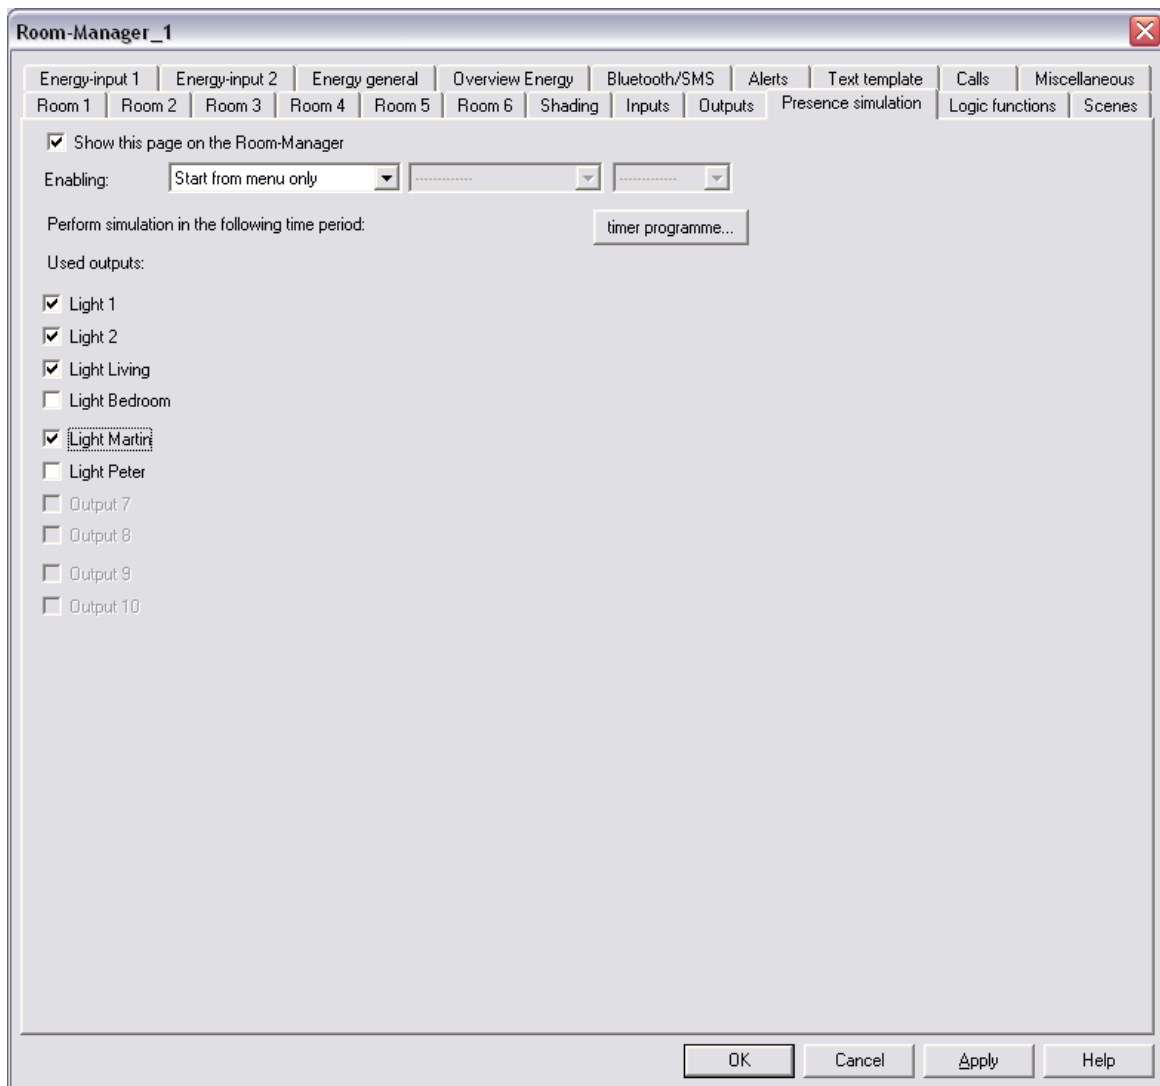 Room-Manager_1
Energy-input 1 Energy-input 2 Energy general Overview Energy Bluetooth/SMS Alerts Text template Calls Miscellaneous
Room 1 Room 2 Room 3 Room 4 Room 5 Room 6 Shading Inputs Outputs Presence simulation Logic functions Scenes
Show this page on the Room-Manager
Enabling: Start from menu only ------------ ------------
Perform simulation in the following time period: timer programme...
Used outputs:
Light 1
Light 2
Light Living
Light Bedroom
Light Martin
Light Peter
Output 7
Output 8
Output 9
Output 10
OK Cancel Apply Help